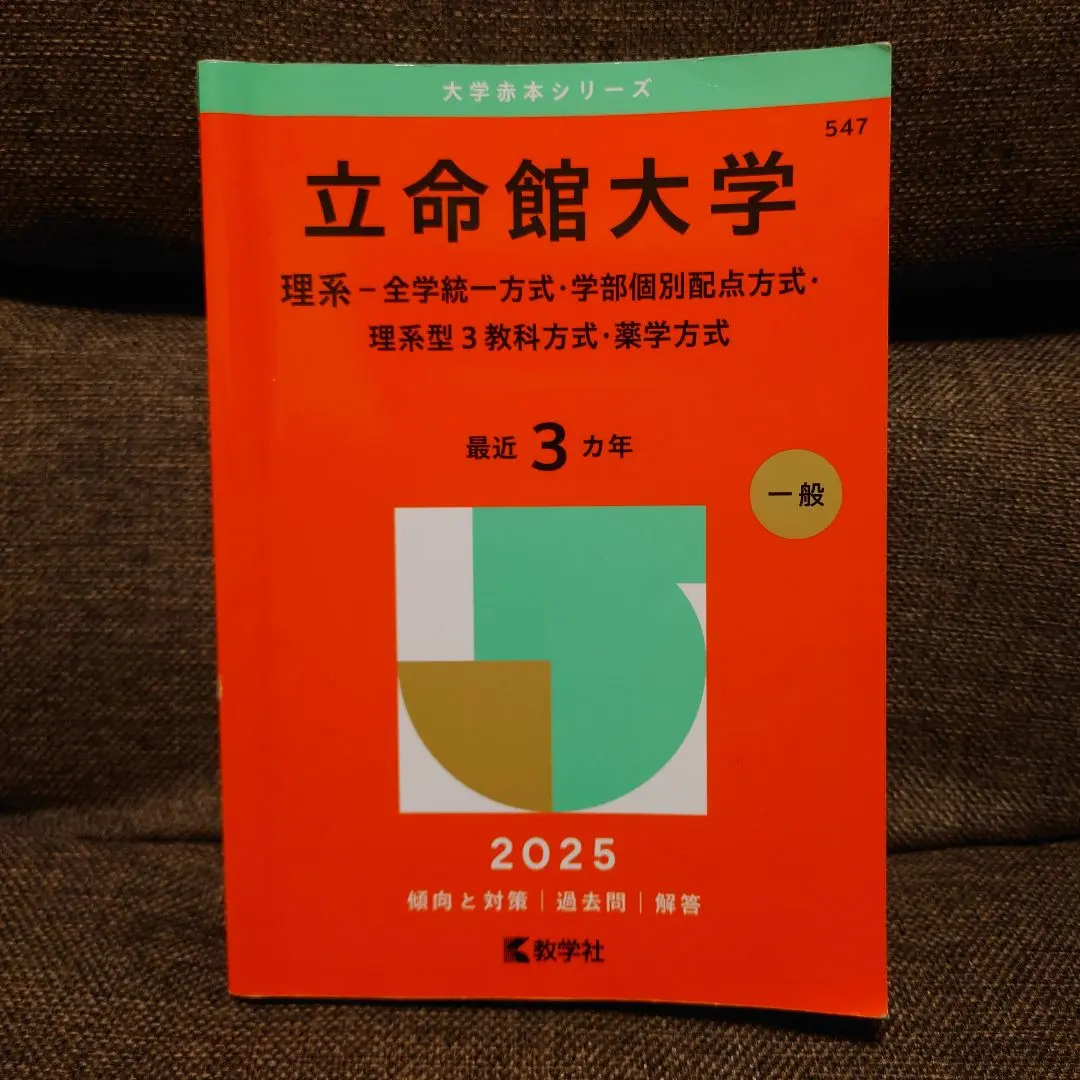 大学赤本シリーズ
547
立命館大学
理系－全学統一方式・学部個別配点方式・
理系型3教科方式・薬学方式
最近3カ年
一般
2025
傾向と対策｜過去問｜解答
教学社